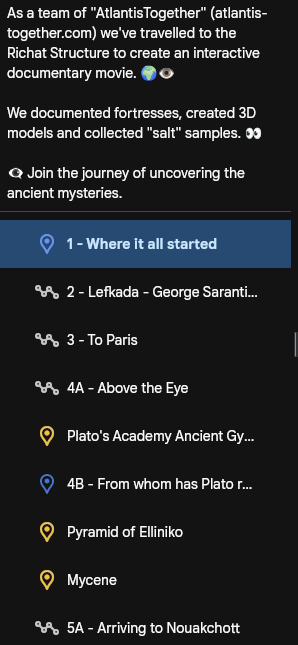 As a team of "AtlantisTogether" (atlantis-
together.com) we've travelled to the
Richat Structure to create an interactive
documentary movie. 🌍👁️
We documented fortresses, created 3D
models and collected "salt" samples. 👀
👁️‍🗨️ Join the journey of uncovering the
ancient mysteries.
1 - Where it all started
2 - Lefkada - George Saranti...
3 - To Paris
4A - Above the Eye
Plato's Academy Ancient Gy...
4B - From whom has Plato r...
Pyramid of Elliniko
Mycene
5A - Arriving to Nouakchott